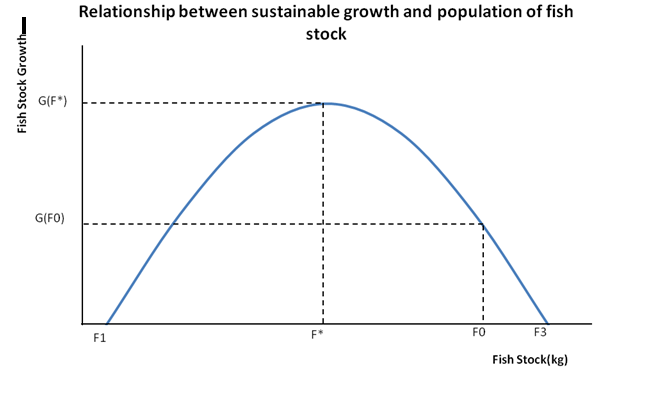 Relationship between sustainable growth and population of fish
stock
Fish Stock Growth
G(F*)
G(F0)
F1
F*
F0
F3
Fish Stock(kg)